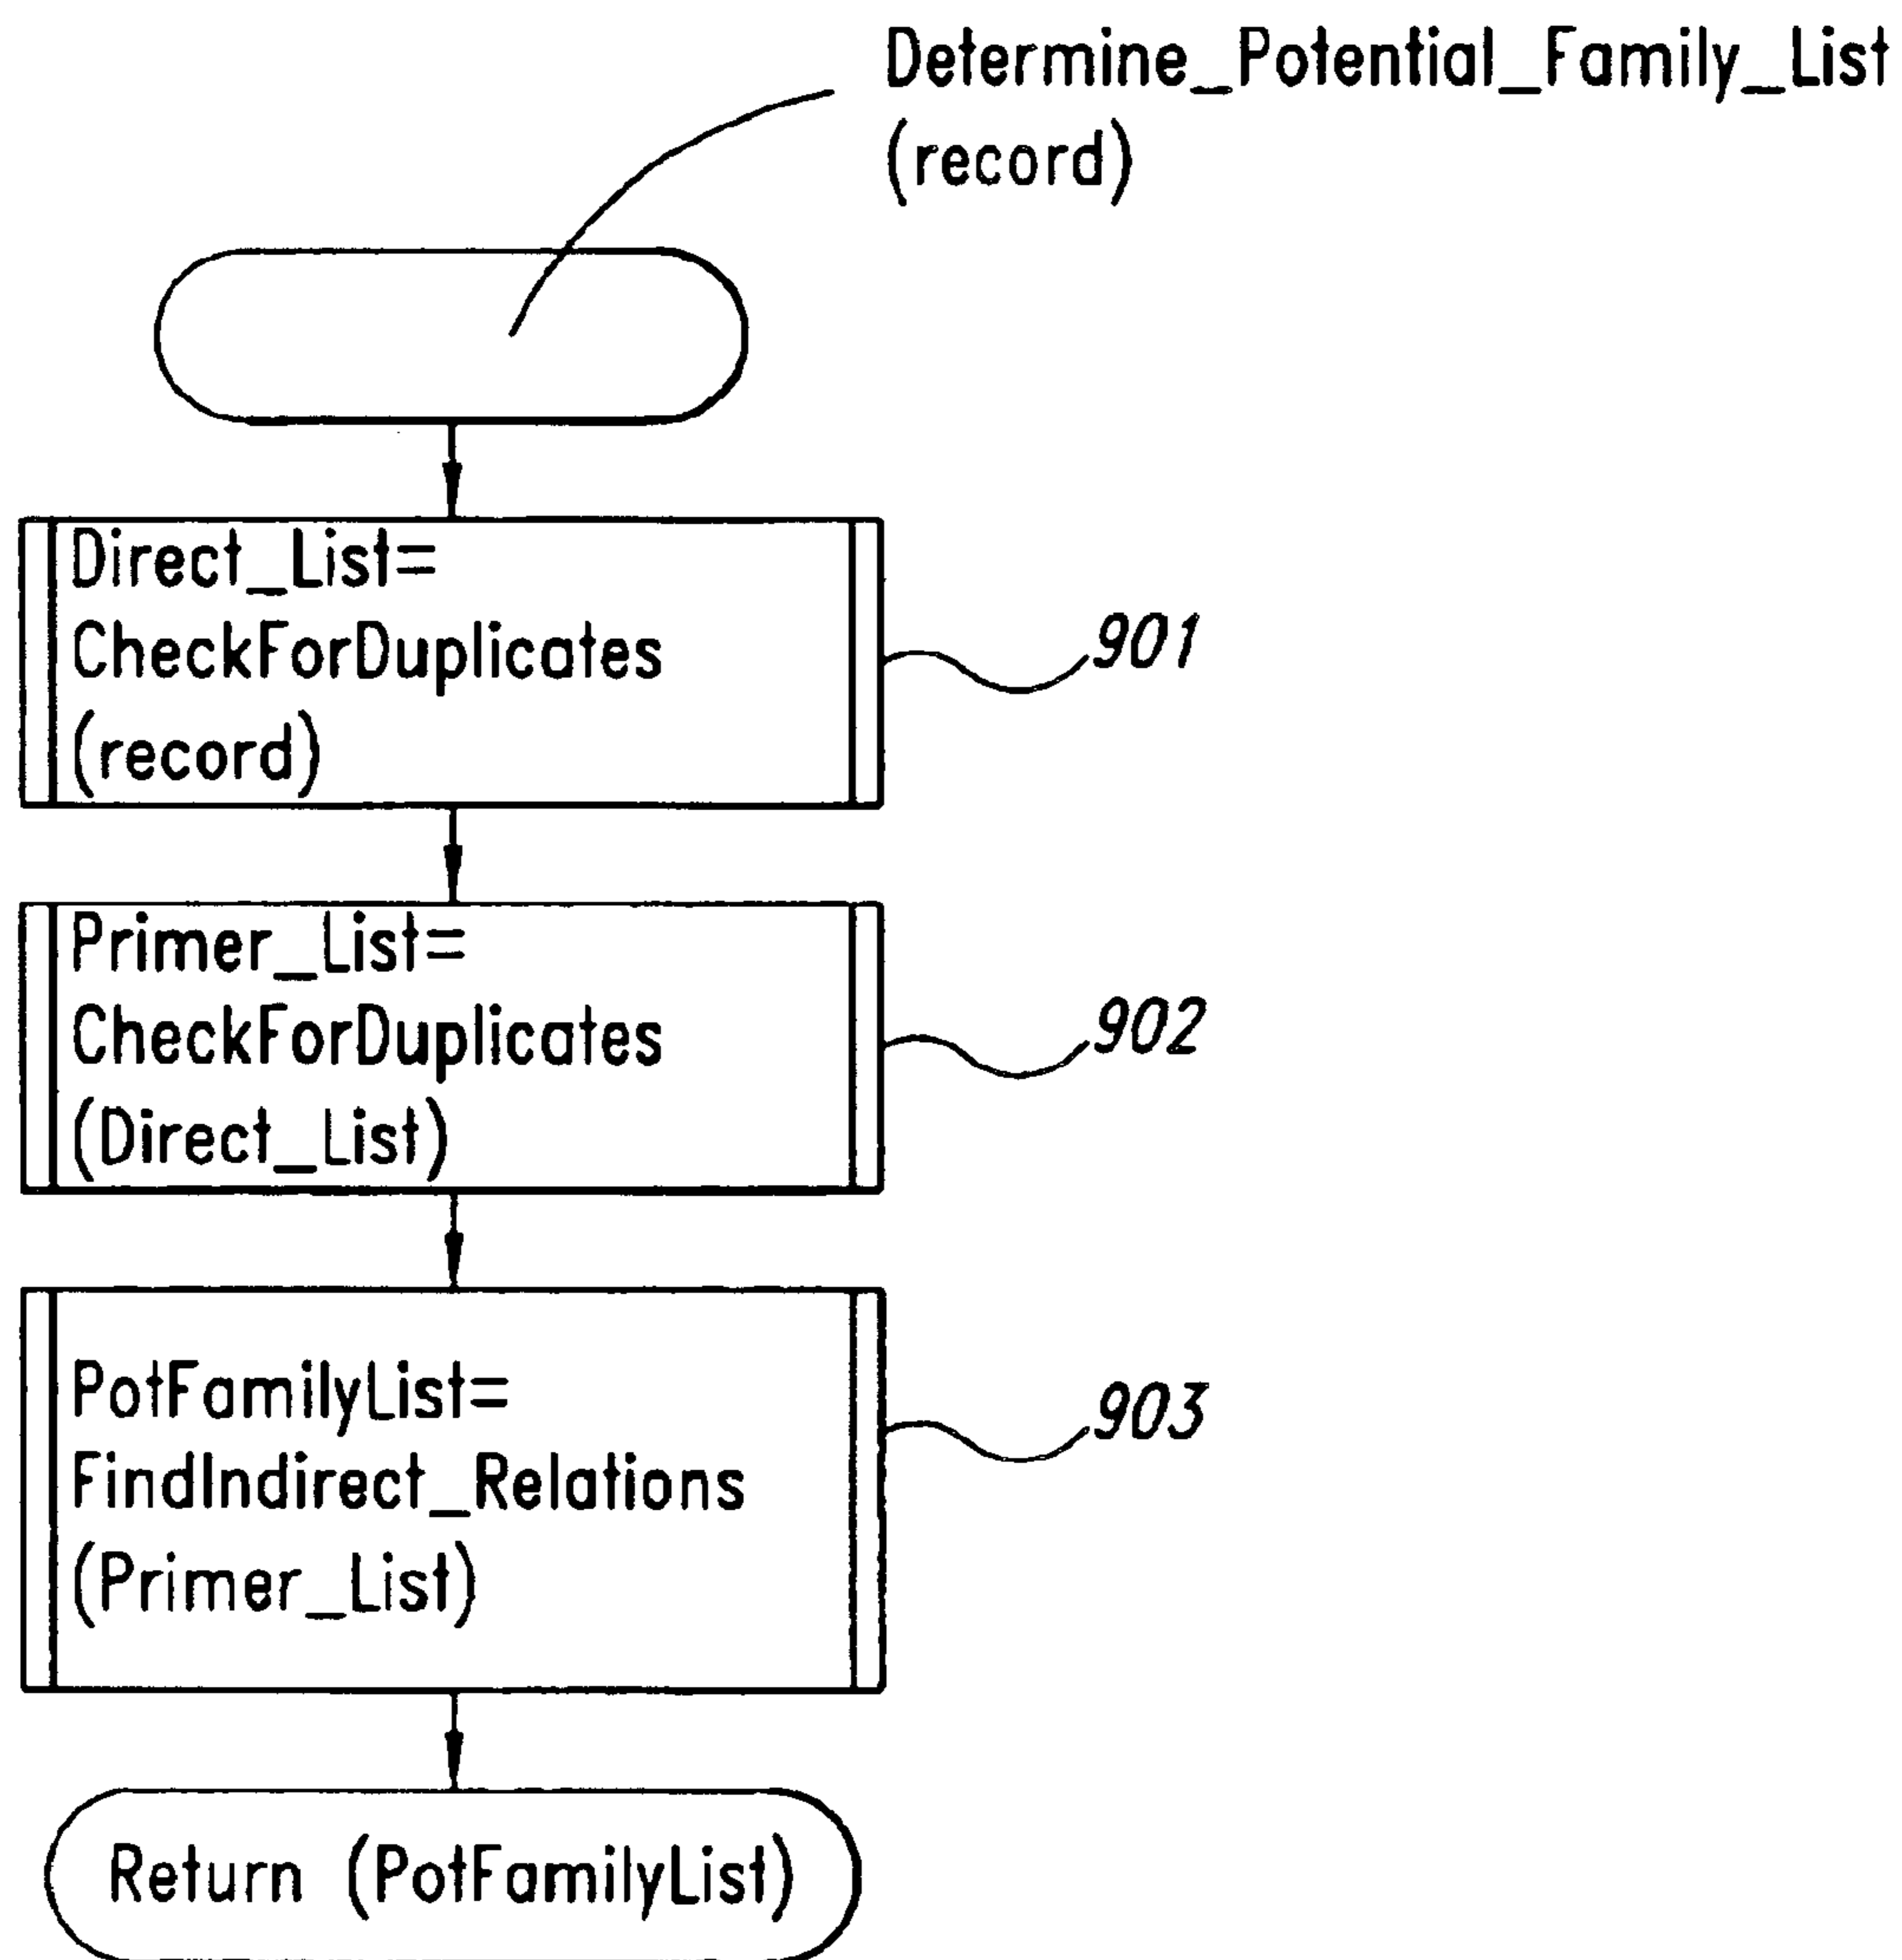 Determine_Potential_Family_List
(record)
Direct_List=
CheckForDuplicates
(record)
901
Primer_List=
CheckForDuplicates
(Direct_List)
902
PotFamilyList=
FindIndirect_Relations
(Primer_List)
903
Return (PotFamilyList)